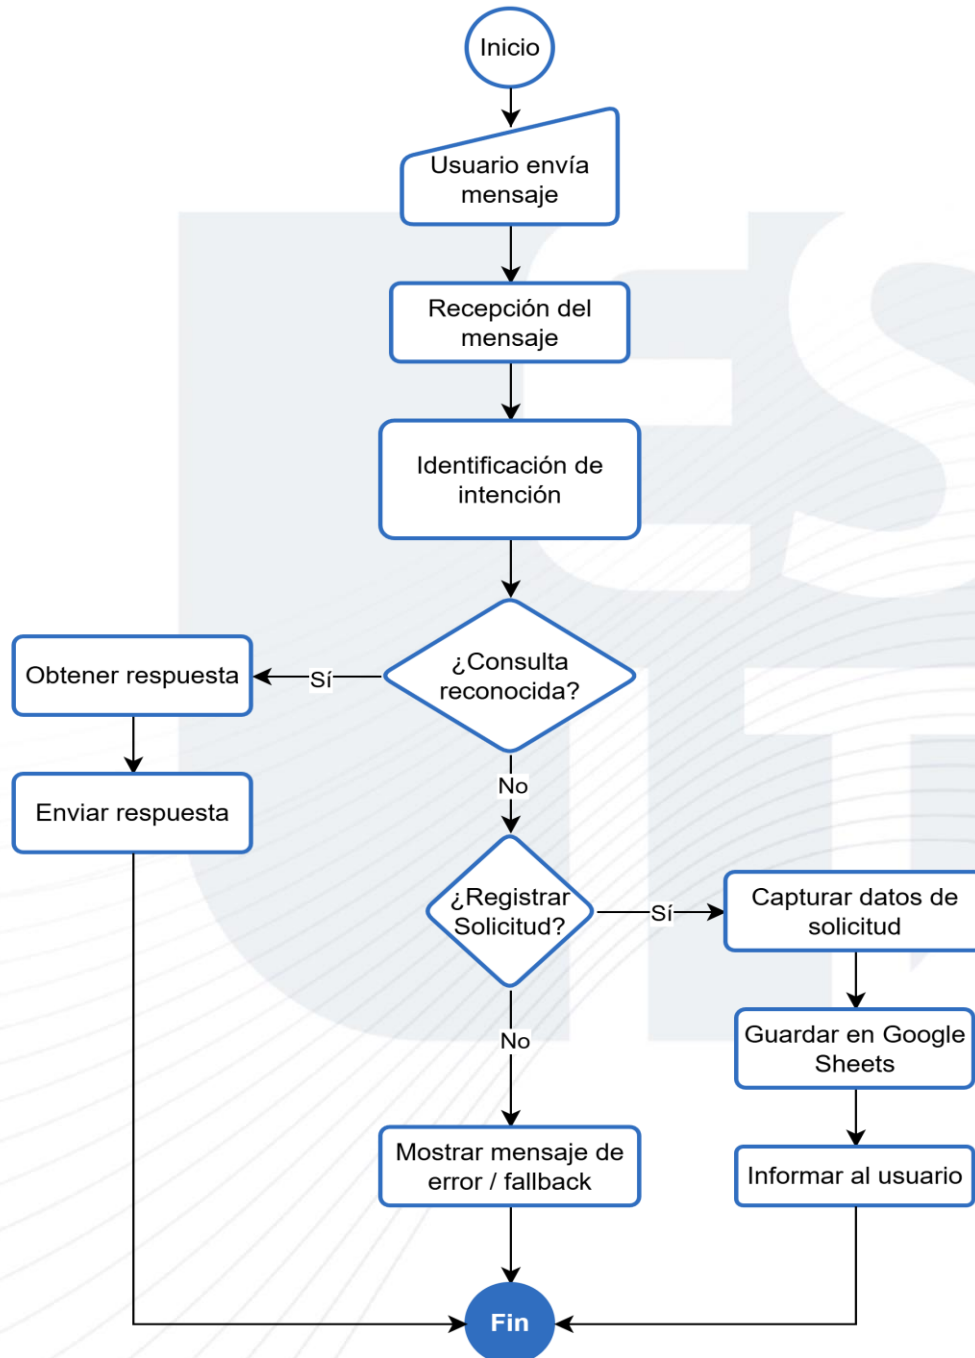 Inicio
Usuario envía
mensaje
Recepción del
mensaje
Identificación de
intención
¿Consulta
reconocida?
Sí
Obtener respuesta
Enviar respuesta
No
¿Registrar
Solicitud?
Sí
Capturar datos de
solicitud
Guardar en Google
Sheets
Informar al usuario
No
Mostrar mensaje de
error / fallback
Fin